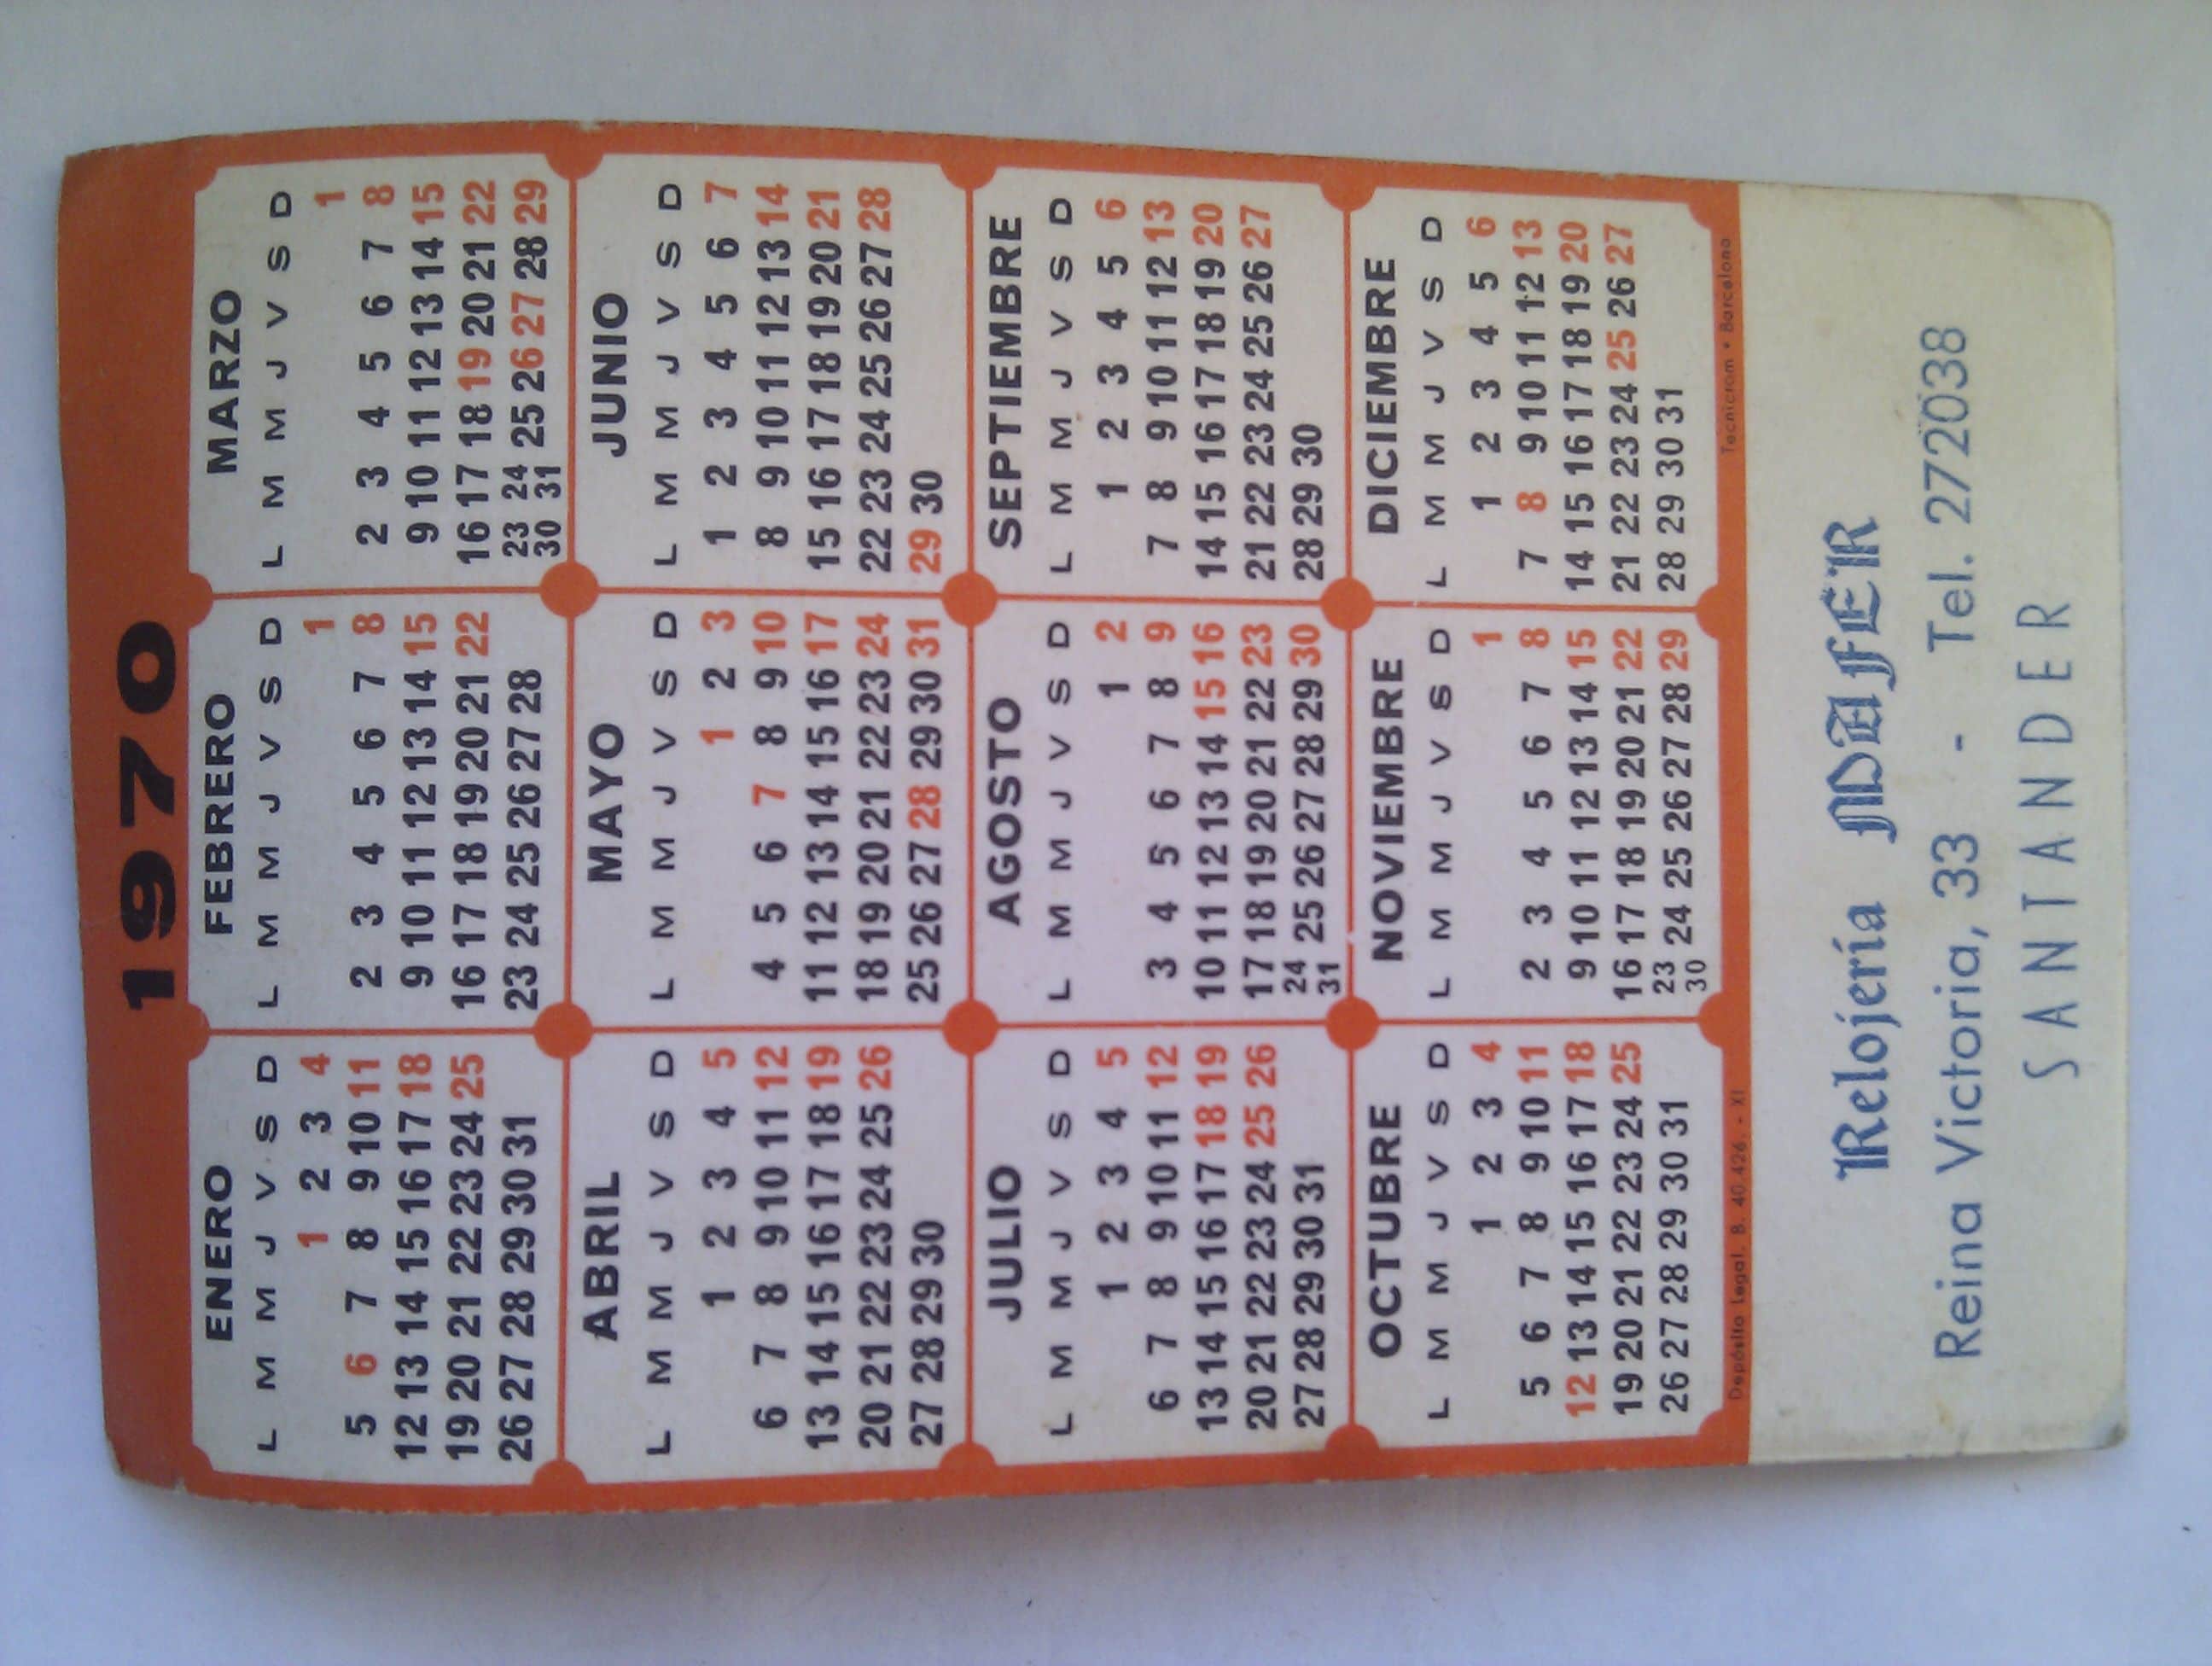 1970
ENERO
L M M J V S D
1 2 3 4
5 6 7 8 9 10 11
12 13 14 15 16 17 18
19 20 21 22 23 24 25
26 27 28 29 30 31
FEBRERO
L M M J V S D
1
2 3 4 5 6 7 8
9 10 11 12 13 14 15
16 17 18 19 20 21 22
23 24 25 26 27 28
MARZO
L M M J V S D
1
2 3 4 5 6 7 8
9 10 11 12 13 14 15
16 17 18 19 20 21 22
23 24 25 26 27 28 29
30 31
ABRIL
L M M J V S D
1 2 3 4 5
6 7 8 9 10 11 12
13 14 15 16 17 18 19
20 21 22 23 24 25 26
27 28 29 30
MAYO
L M M J V S D
1 2 3
4 5 6 7 8 9 10
11 12 13 14 15 16 17
18 19 20 21 22 23 24
25 26 27 28 29 30 31
JUNIO
L M M J V S D
1 2 3 4 5 6 7
8 9 10 11 12 13 14
15 16 17 18 19 20 21
22 23 24 25 26 27 28
29 30
JULIO
L M M J V S D
1 2 3 4 5
6 7 8 9 10 11 12
13 14 15 16 17 18 19
20 21 22 23 24 25 26
27 28 29 30 31
AGOSTO
L M M J V S D
1 2
3 4 5 6 7 8 9
10 11 12 13 14 15 16
17 18 19 20 21 22 23
24 25 26 27 28 29 30
31
SEPTIEMBRE
L M M J V S D
1 2 3 4 5 6
7 8 9 10 11 12 13
14 15 16 17 18 19 20
21 22 23 24 25 26 27
28 29 30
OCTUBRE
L M M J V S D
1 2 3 4
5 6 7 8 9 10 11
12 13 14 15 16 17 18
19 20 21 22 23 24 25
26 27 28 29 30 31
NOVIEMBRE
L M M J V S D
1
2 3 4 5 6 7 8
9 10 11 12 13 14 15
16 17 18 19 20 21 22
23 24 25 26 27 28 29
30
DICIEMBRE
L M M J V S D
1 2 3 4 5 6
7 8 9 10 11 12 13
14 15 16 17 18 19 20
21 22 23 24 25 26 27
28 29 30 31
Depósito Legal. B. 40.426. - XI
Tecnicrom • Barcelona
Relojería MAFER
Reina Victoria, 33 - Tel. 272038
SANTANDER